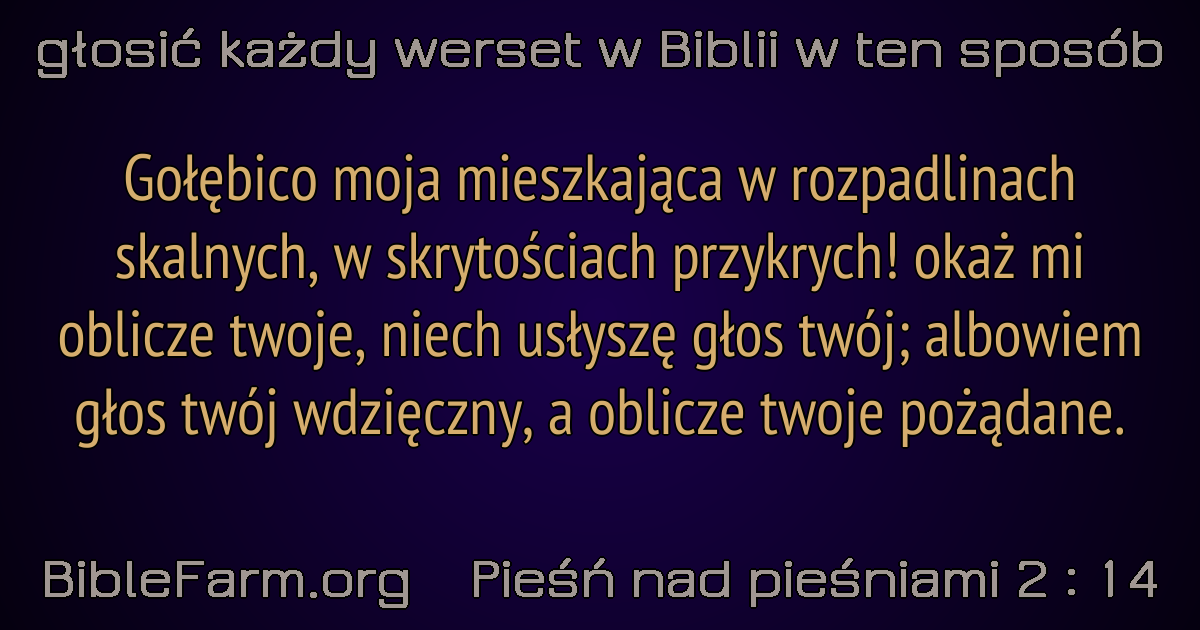 głosić każdy werset w Biblii w ten sposób
Gołębico moja mieszkająca w rozpadlinach
skalnych, w skrytościach przykrych! okaż mi
oblicze twoje, niech usłyszę głos twój; albowiem
głos twój wdzięczny, a oblicze twoje pożądane.
BibleFarm.org Pieśń nad pieśniami 2 : 14